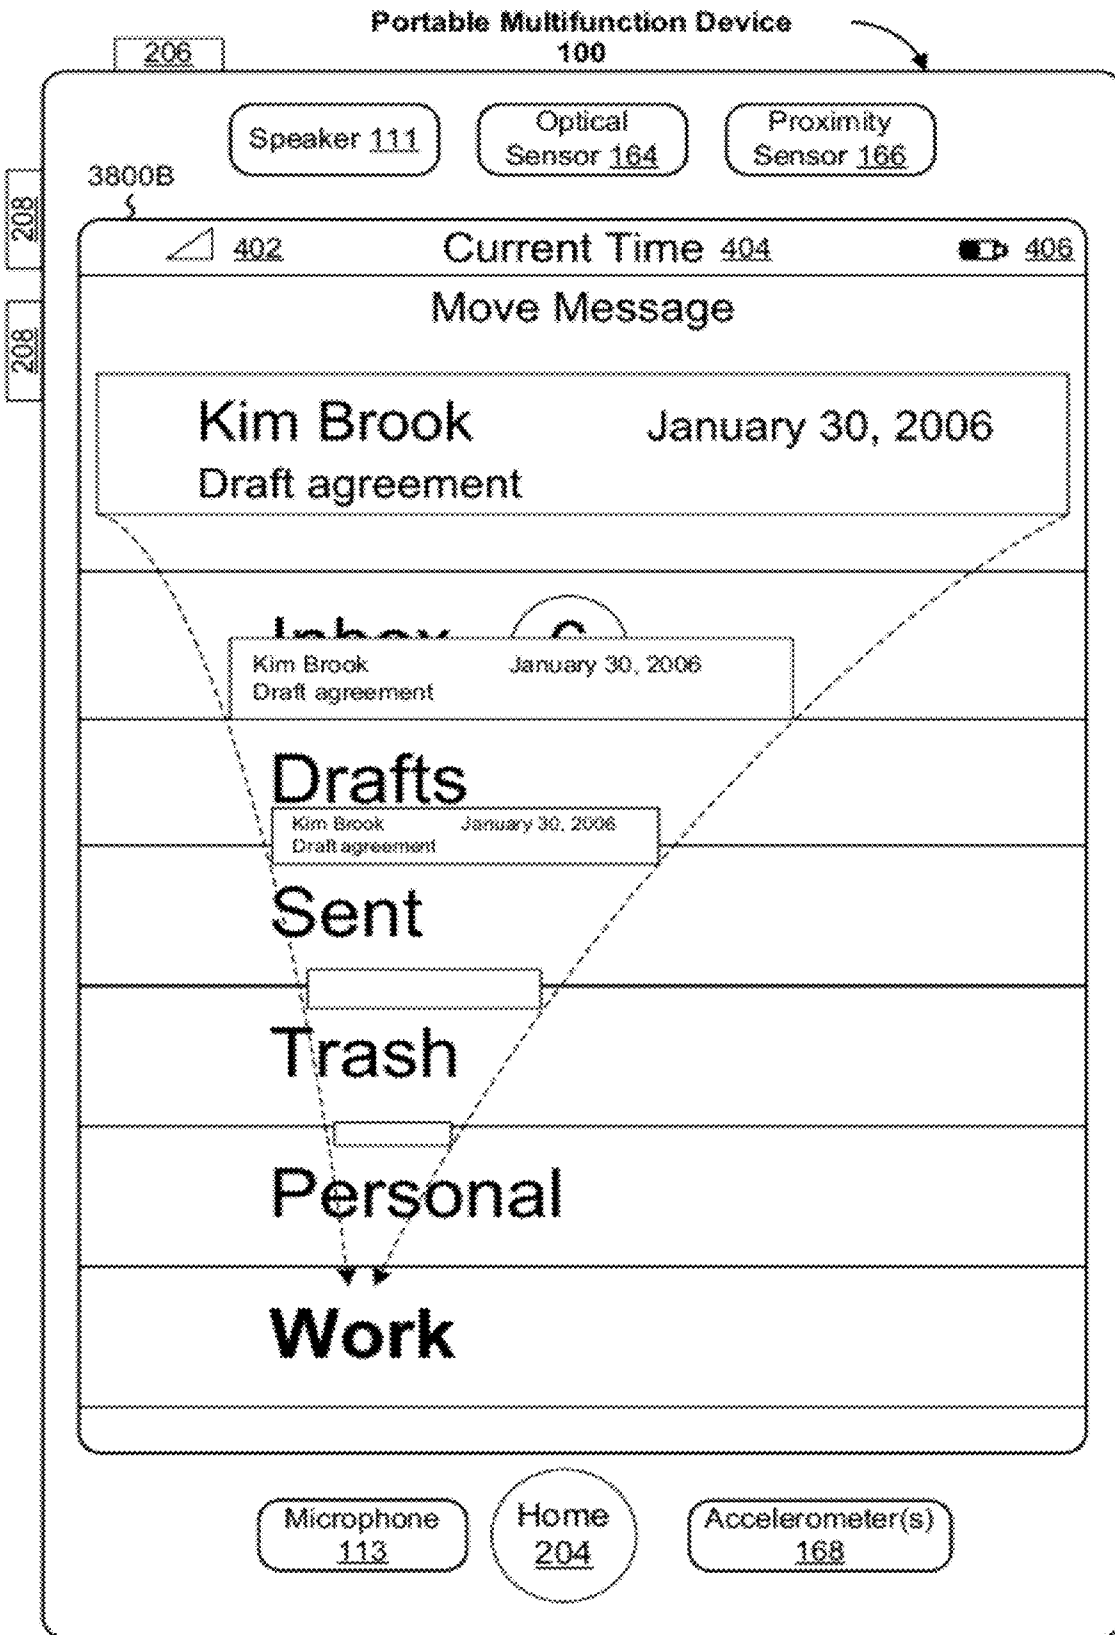 Portable Multifunction Device
100
206
Speaker 111
Optical
Sensor 164
Proximity
Sensor 166
3800B
208
208
402
Current Time 404
406
Move Message
Kim Brook
January 30, 2006
Draft agreement
Inbox
Kim Brook
January 30, 2006
Draft agreement
Drafts
Kim Brook
January 30, 2006
Draft agreement
Sent
Trash
Personal
Work
Microphone
113
Home
204
Accelerometer(s)
168